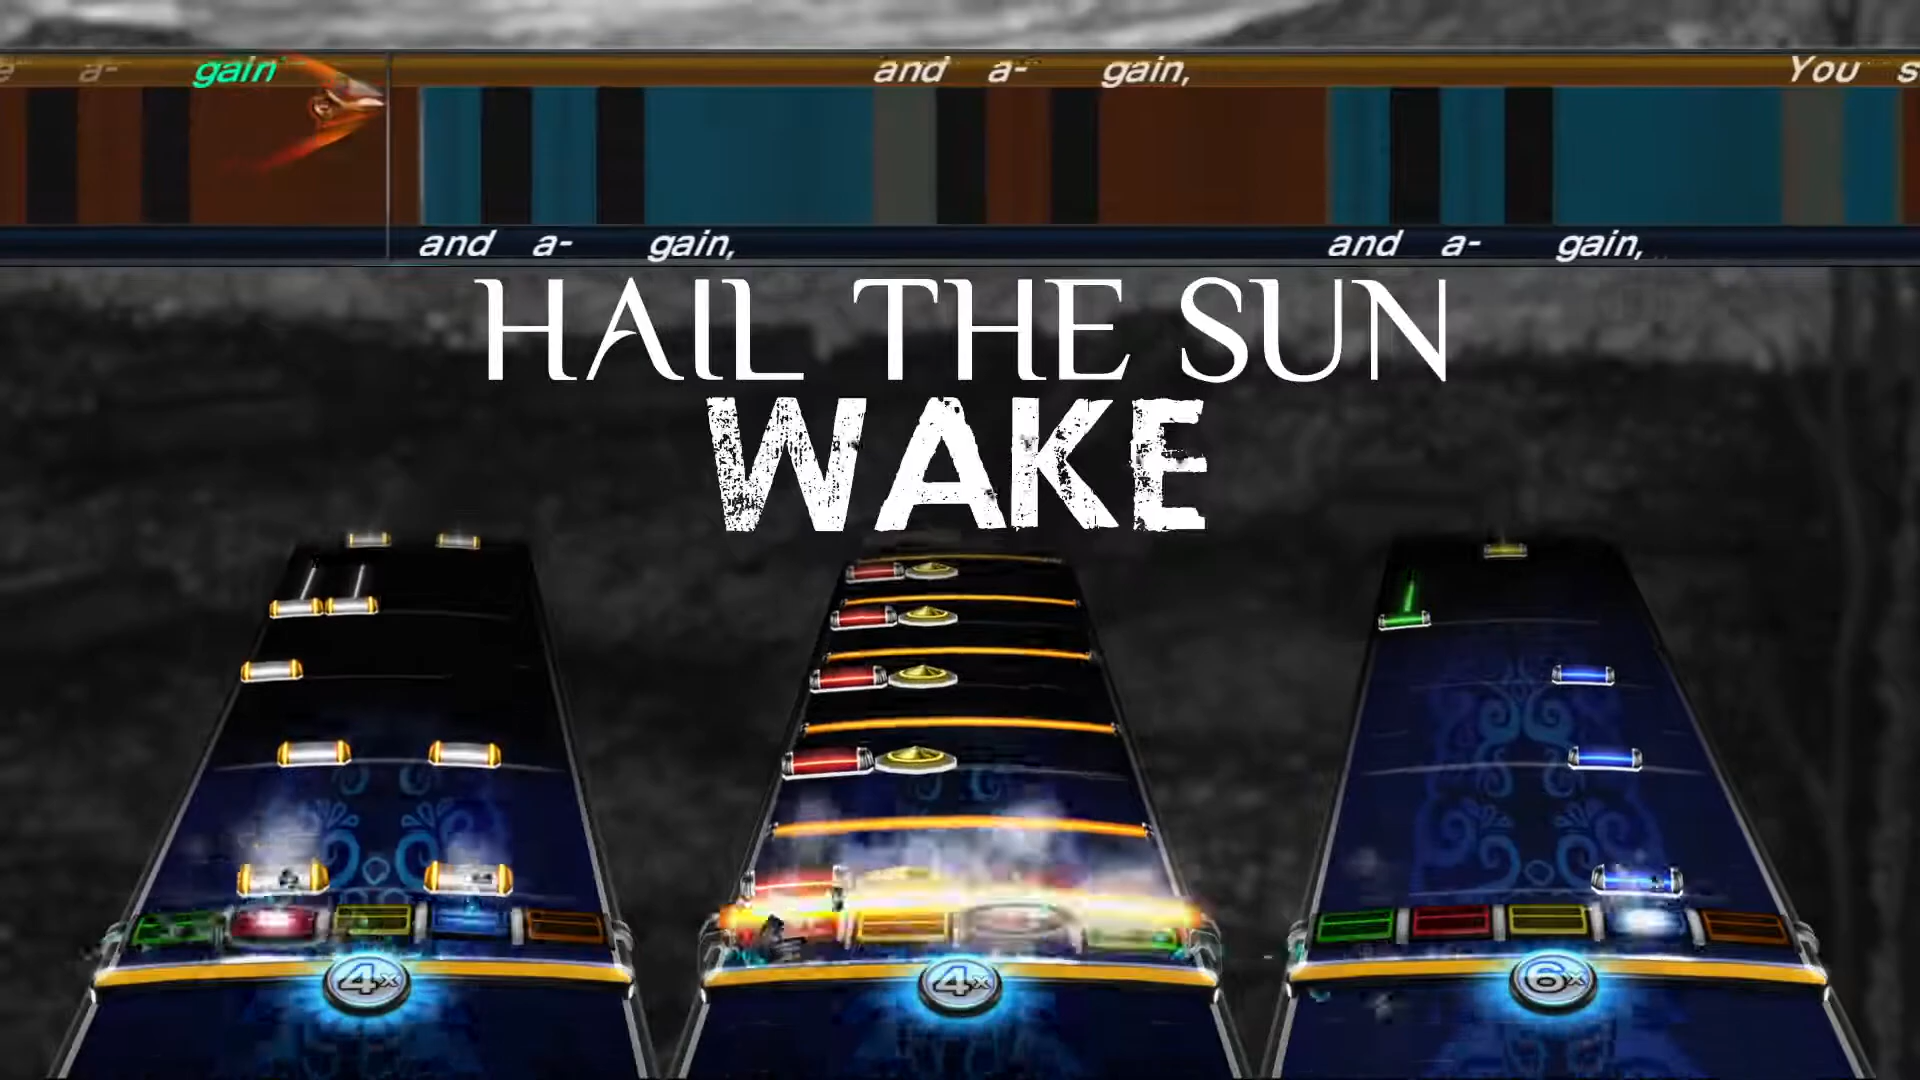 a- gain and a- gain, You
and a- gain, and a- gain,
HAIL THE SUN
WAKE
4x 4x 6x